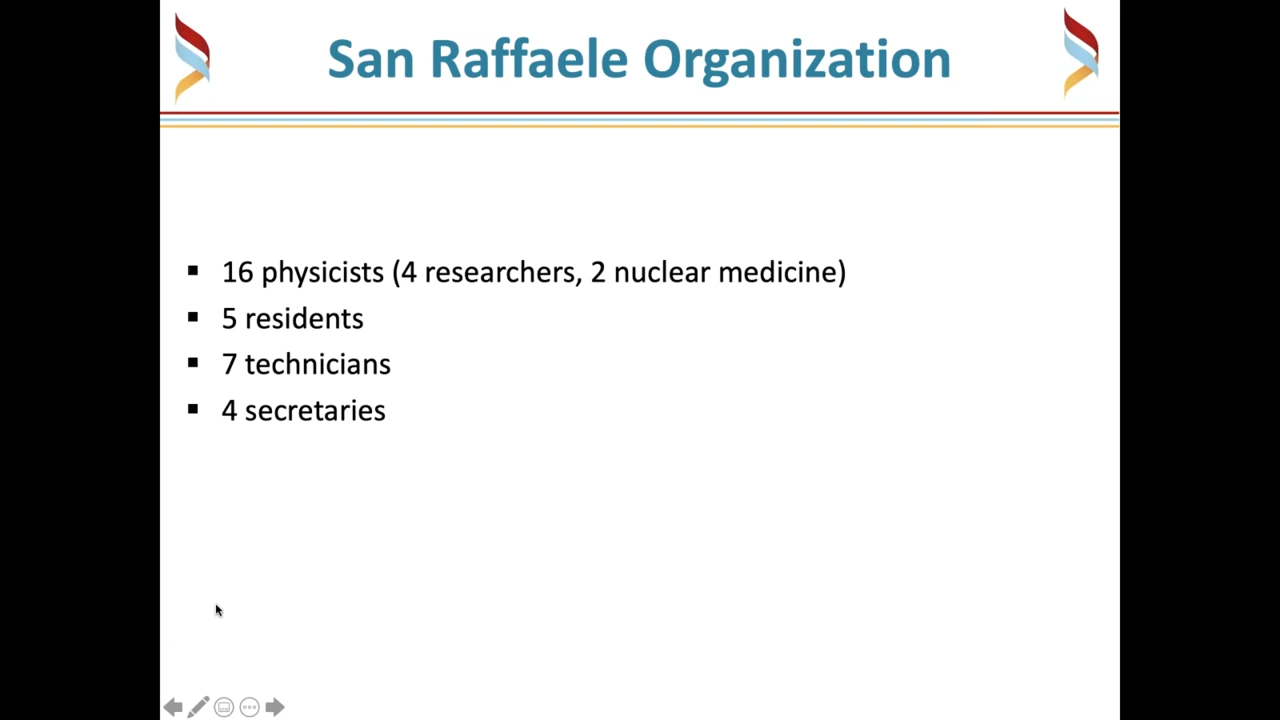 San Raffaele Organization
▪ 16 physicists (4 researchers, 2 nuclear medicine)
▪ 5 residents
▪ 7 technicians
▪ 4 secretaries